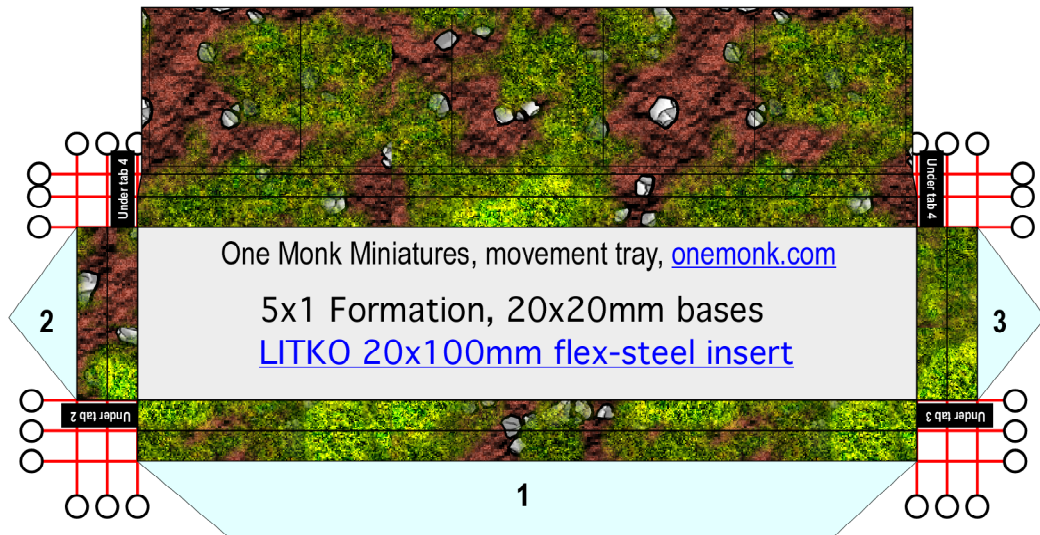 Under tab 4
Under tab 4
One Monk Miniatures, movement tray, onemonk.com
5x1 Formation, 20x20mm bases
LITKO 20x100mm flex-steel insert
2
3
Under tab 2
Under tab 3
1